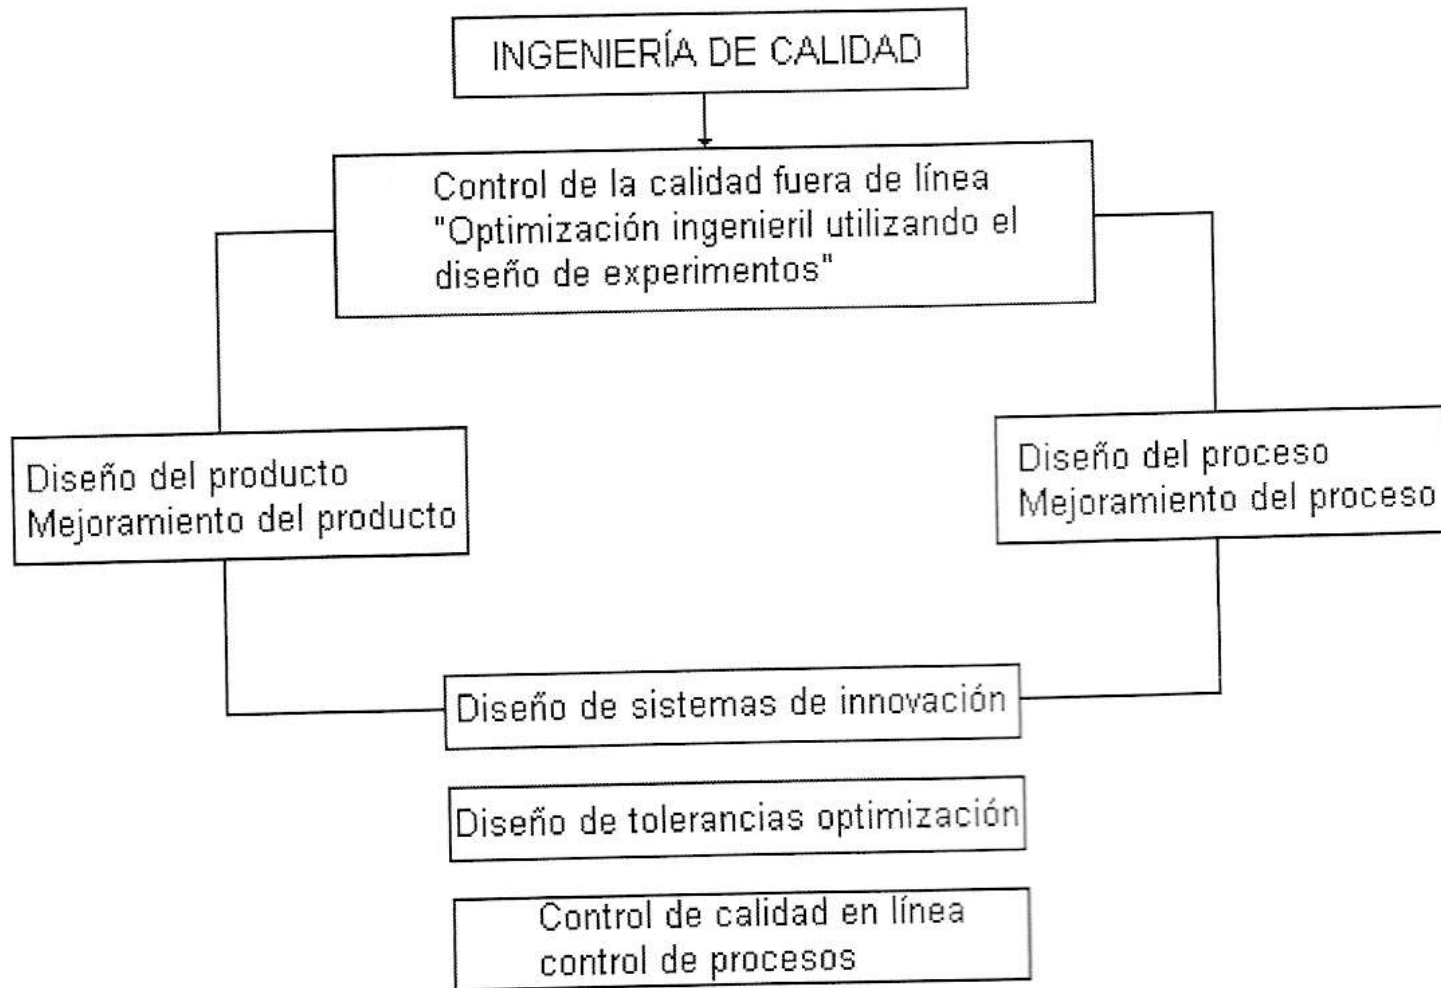 INGENIERÍA DE CALIDAD
Control de la calidad fuera de línea
"Optimización ingenieril utilizando el
diseño de experimentos"
Diseño del producto
Mejoramiento del producto
Diseño del proceso
Mejoramiento del proceso
Diseño de sistemas de innovación
Diseño de tolerancias optimización
Control de calidad en línea
control de procesos